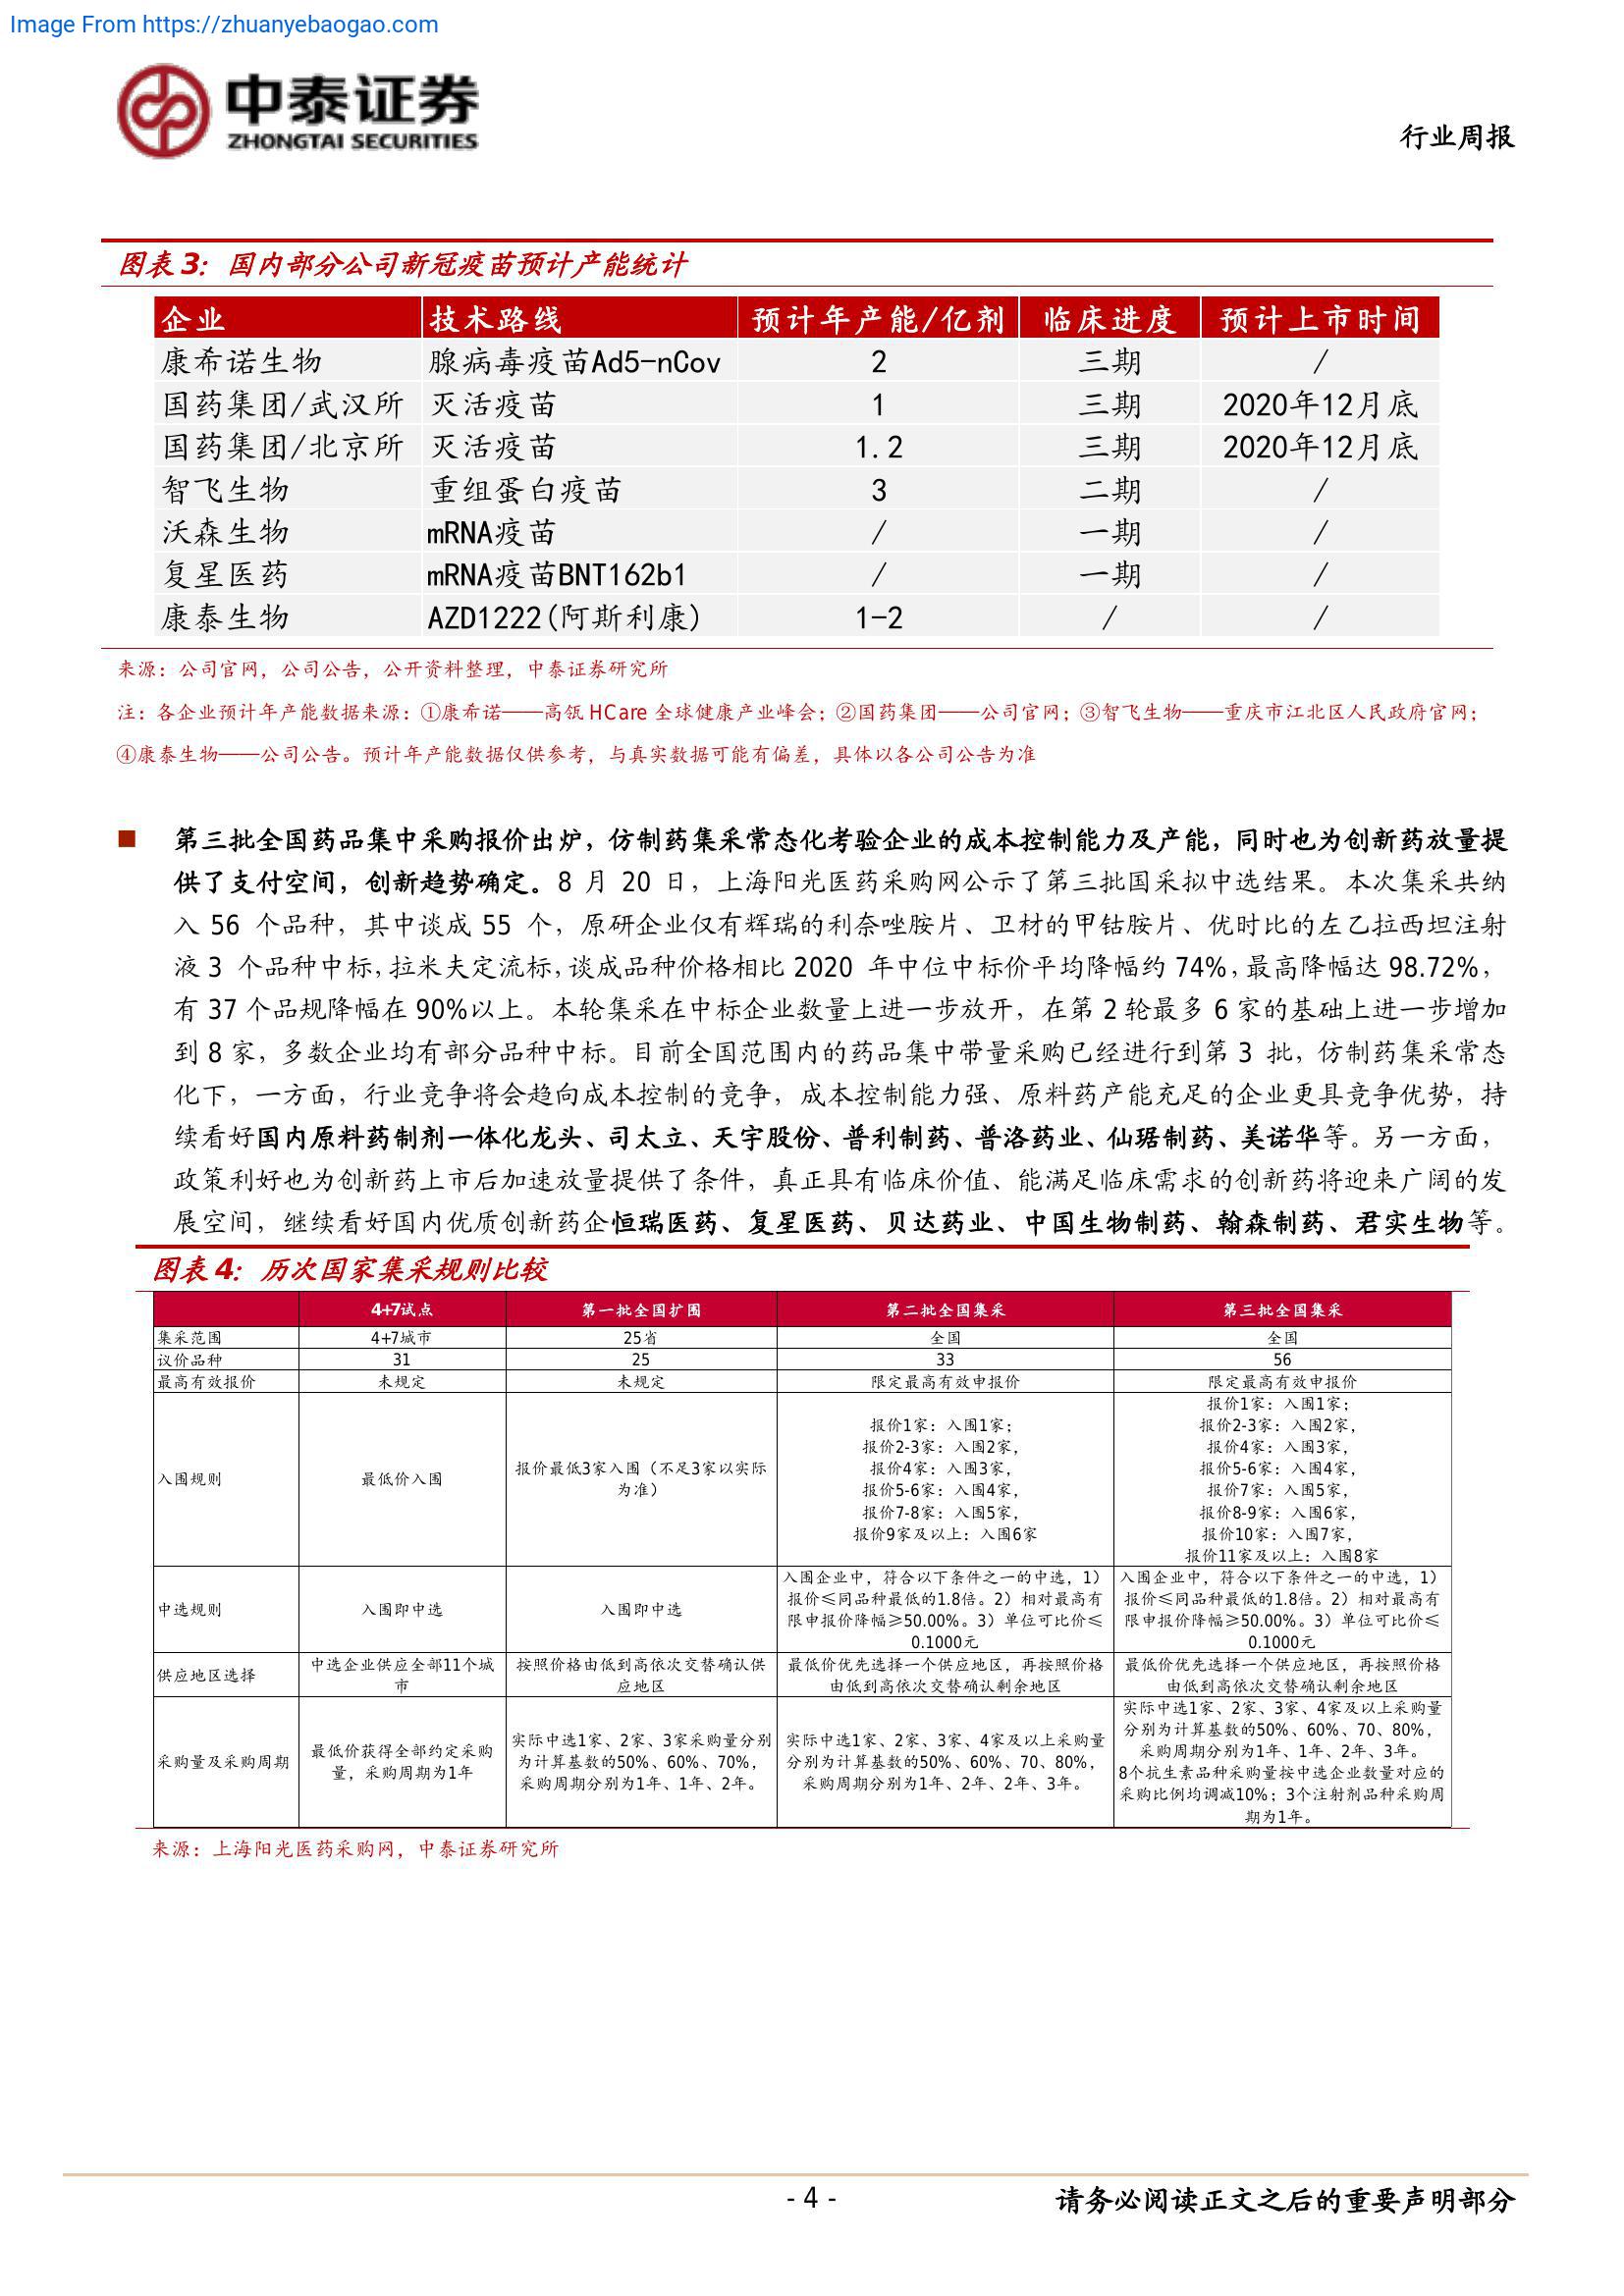 Image From https://zhuanyebaogao.com
中泰证券
ZHONGTAI SECURITIES
行业周报
图表 3：国内部分公司新冠疫苗预计产能统计
企业 技术路线 预计年产能/亿剂 临床进度 预计上市时间
康希诺生物 腺病毒疫苗Ad5-nCov 2 三期 /
国药集团/武汉所 灭活疫苗 1 三期 2020年12月底
国药集团/北京所 灭活疫苗 1.2 三期 2020年12月底
智飞生物 重组蛋白疫苗 3 二期 /
沃森生物 mRNA疫苗 / 一期 /
复星医药 mRNA疫苗BNT162b1 / 一期 /
康泰生物 AZD1222(阿斯利康) 1-2 / /
来源：公司官网，公司公告，公开资料整理，中泰证券研究所
注：各企业预计年产能数据来源：①康希诺——高瓴 HCare 全球健康产业峰会；②国药集团——公司官网；③智飞生物——重庆市江北区人民政府官网；
④康泰生物——公司公告。预计年产能数据仅供参考，与真实数据可能有偏差，具体以各公司公告为准
■ 第三批全国药品集中采购报价出炉，仿制药集采常态化考验企业的成本控制能力及产能，同时也为创新药放量提
供了支付空间，创新趋势确定。8 月 20 日，上海阳光医药采购网公示了第三批国采拟中选结果。本次集采共纳
入 56 个品种，其中谈成 55 个，原研企业仅有辉瑞的利奈唑胺片、卫材的甲钴胺片、优时比的左乙拉西坦注射
液 3 个品种中标，拉米夫定流标，谈成品种价格相比 2020 年中位中标价平均降幅约 74%，最高降幅达 98.72%，
有 37 个品规降幅在 90%以上。本轮集采在中标企业数量上进一步放开，在第 2 轮最多 6 家的基础上进一步增加
到 8 家，多数企业均有部分品种中标。目前全国范围内的药品集中带量采购已经进行到第 3 批，仿制药集采常态
化下，一方面，行业竞争将会趋向成本控制的竞争，成本控制能力强、原料药产能充足的企业更具竞争优势，持
续看好国内原料药制剂一体化龙头、司太立、天宇股份、普利制药、普洛药业、仙琚制药、美诺华等。另一方面，
政策利好也为创新药上市后加速放量提供了条件，真正具有临床价值、能满足临床需求的创新药将迎来广阔的发
展空间，继续看好国内优质创新药企恒瑞医药、复星医药、贝达药业、中国生物制药、翰森制药、君实生物等。
图表 4：历次国家集采规则比较
4+7试点 第一批全国扩围 第二批全国集采 第三批全国集采
集采范围 4+7城市 25省 全国 全国
议价品种 31 25 33 56
最高有效报价 未规定 未规定 限定最高有效申报价 限定最高有效申报价
入围规则
最低价入围
报价最低3家入围（不足3家以实际
为准）
报价1家：入围1家；
报价2-3家：入围2家，
报价4家：入围3家，
报价5-6家：入围4家，
报价7-8家：入围5家，
报价9家及以上：入围6家
报价1家：入围1家；
报价2-3家：入围2家，
报价4家：入围3家，
报价5-6家：入围4家，
报价7家：入围5家，
报价8-9家：入围6家，
报价10家：入围7家，
报价11家及以上：入围8家
中选规则
入围即中选
入围即中选
入围企业中，符合以下条件之一的中选，1）
报价≤同品种最低的1.8倍。2）相对最高有
限申报价降幅≥50.00%。3）单位可比价≤
0.1000元
入围企业中，符合以下条件之一的中选，1）
报价≤同品种最低的1.8倍。2）相对最高有
限申报价降幅≥50.00%。3）单位可比价≤
0.1000元
供应地区选择
中选企业供应全部11个城
市
按照价格由低到高依次交替确认供
应地区
最低价优先选择一个供应地区，再按照价格
由低到高依次交替确认剩余地区
最低价优先选择一个供应地区，再按照价格
由低到高依次交替确认剩余地区
采购量及采购周期
最低价获得全部约定采购
量，采购周期为1年
实际中选1家、2家、3家采购量分别
为计算基数的50%、60%、70%，
采购周期分别为1年、1年、2年。
实际中选1家、2家、3家、4家及以上采购量
分别为计算基数的50%、60%、70、80%，
采购周期分别为1年、2年、2年、3年。
实际中选1家、2家、3家、4家及以上采购量
分别为计算基数的50%、60%、70、80%，
采购周期分别为1年、1年、2年、3年。
8个抗生素品种采购量按中选企业数量对应的
采购比例均调减10%；3个注射剂品种采购周
期为1年。
来源：上海阳光医药采购网，中泰证券研究所
- 4 -
请务必阅读正文之后的重要声明部分